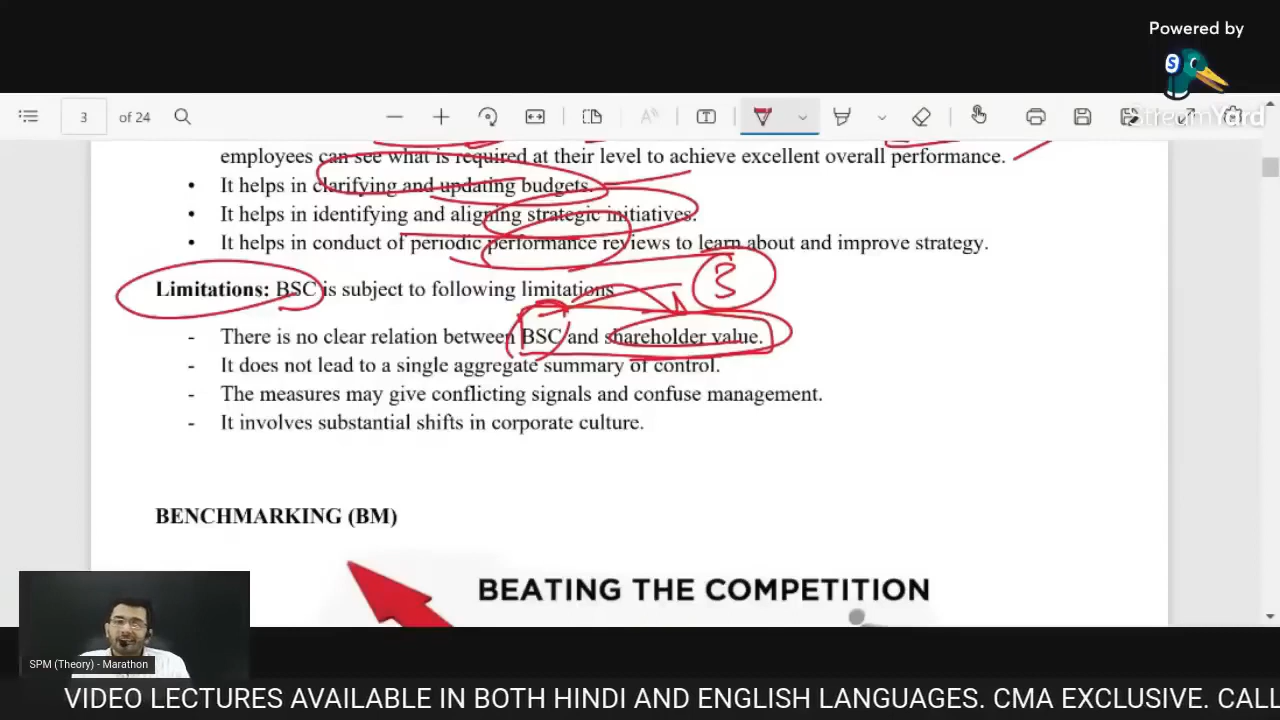 Powered by
S
StreamYard
3 of 24
employees can see what is required at their level to achieve excellent overall performance.
• It helps in clarifying and updating budgets.
• It helps in identifying and aligning strategic initiatives.
• It helps in conduct of periodic performance reviews to learn about and improve strategy.
3
Limitations: BSC is subject to following limitations
- There is no clear relation between BSC and shareholder value.
- It does not lead to a single aggregate summary of control.
- The measures may give conflicting signals and confuse management.
- It involves substantial shifts in corporate culture.
BENCHMARKING (BM)
BEATING THE COMPETITION
SPM (Theory) - Marathon
VIDEO LECTURES AVAILABLE IN BOTH HINDI AND ENGLISH LANGUAGES. CMA EXCLUSIVE. CALL